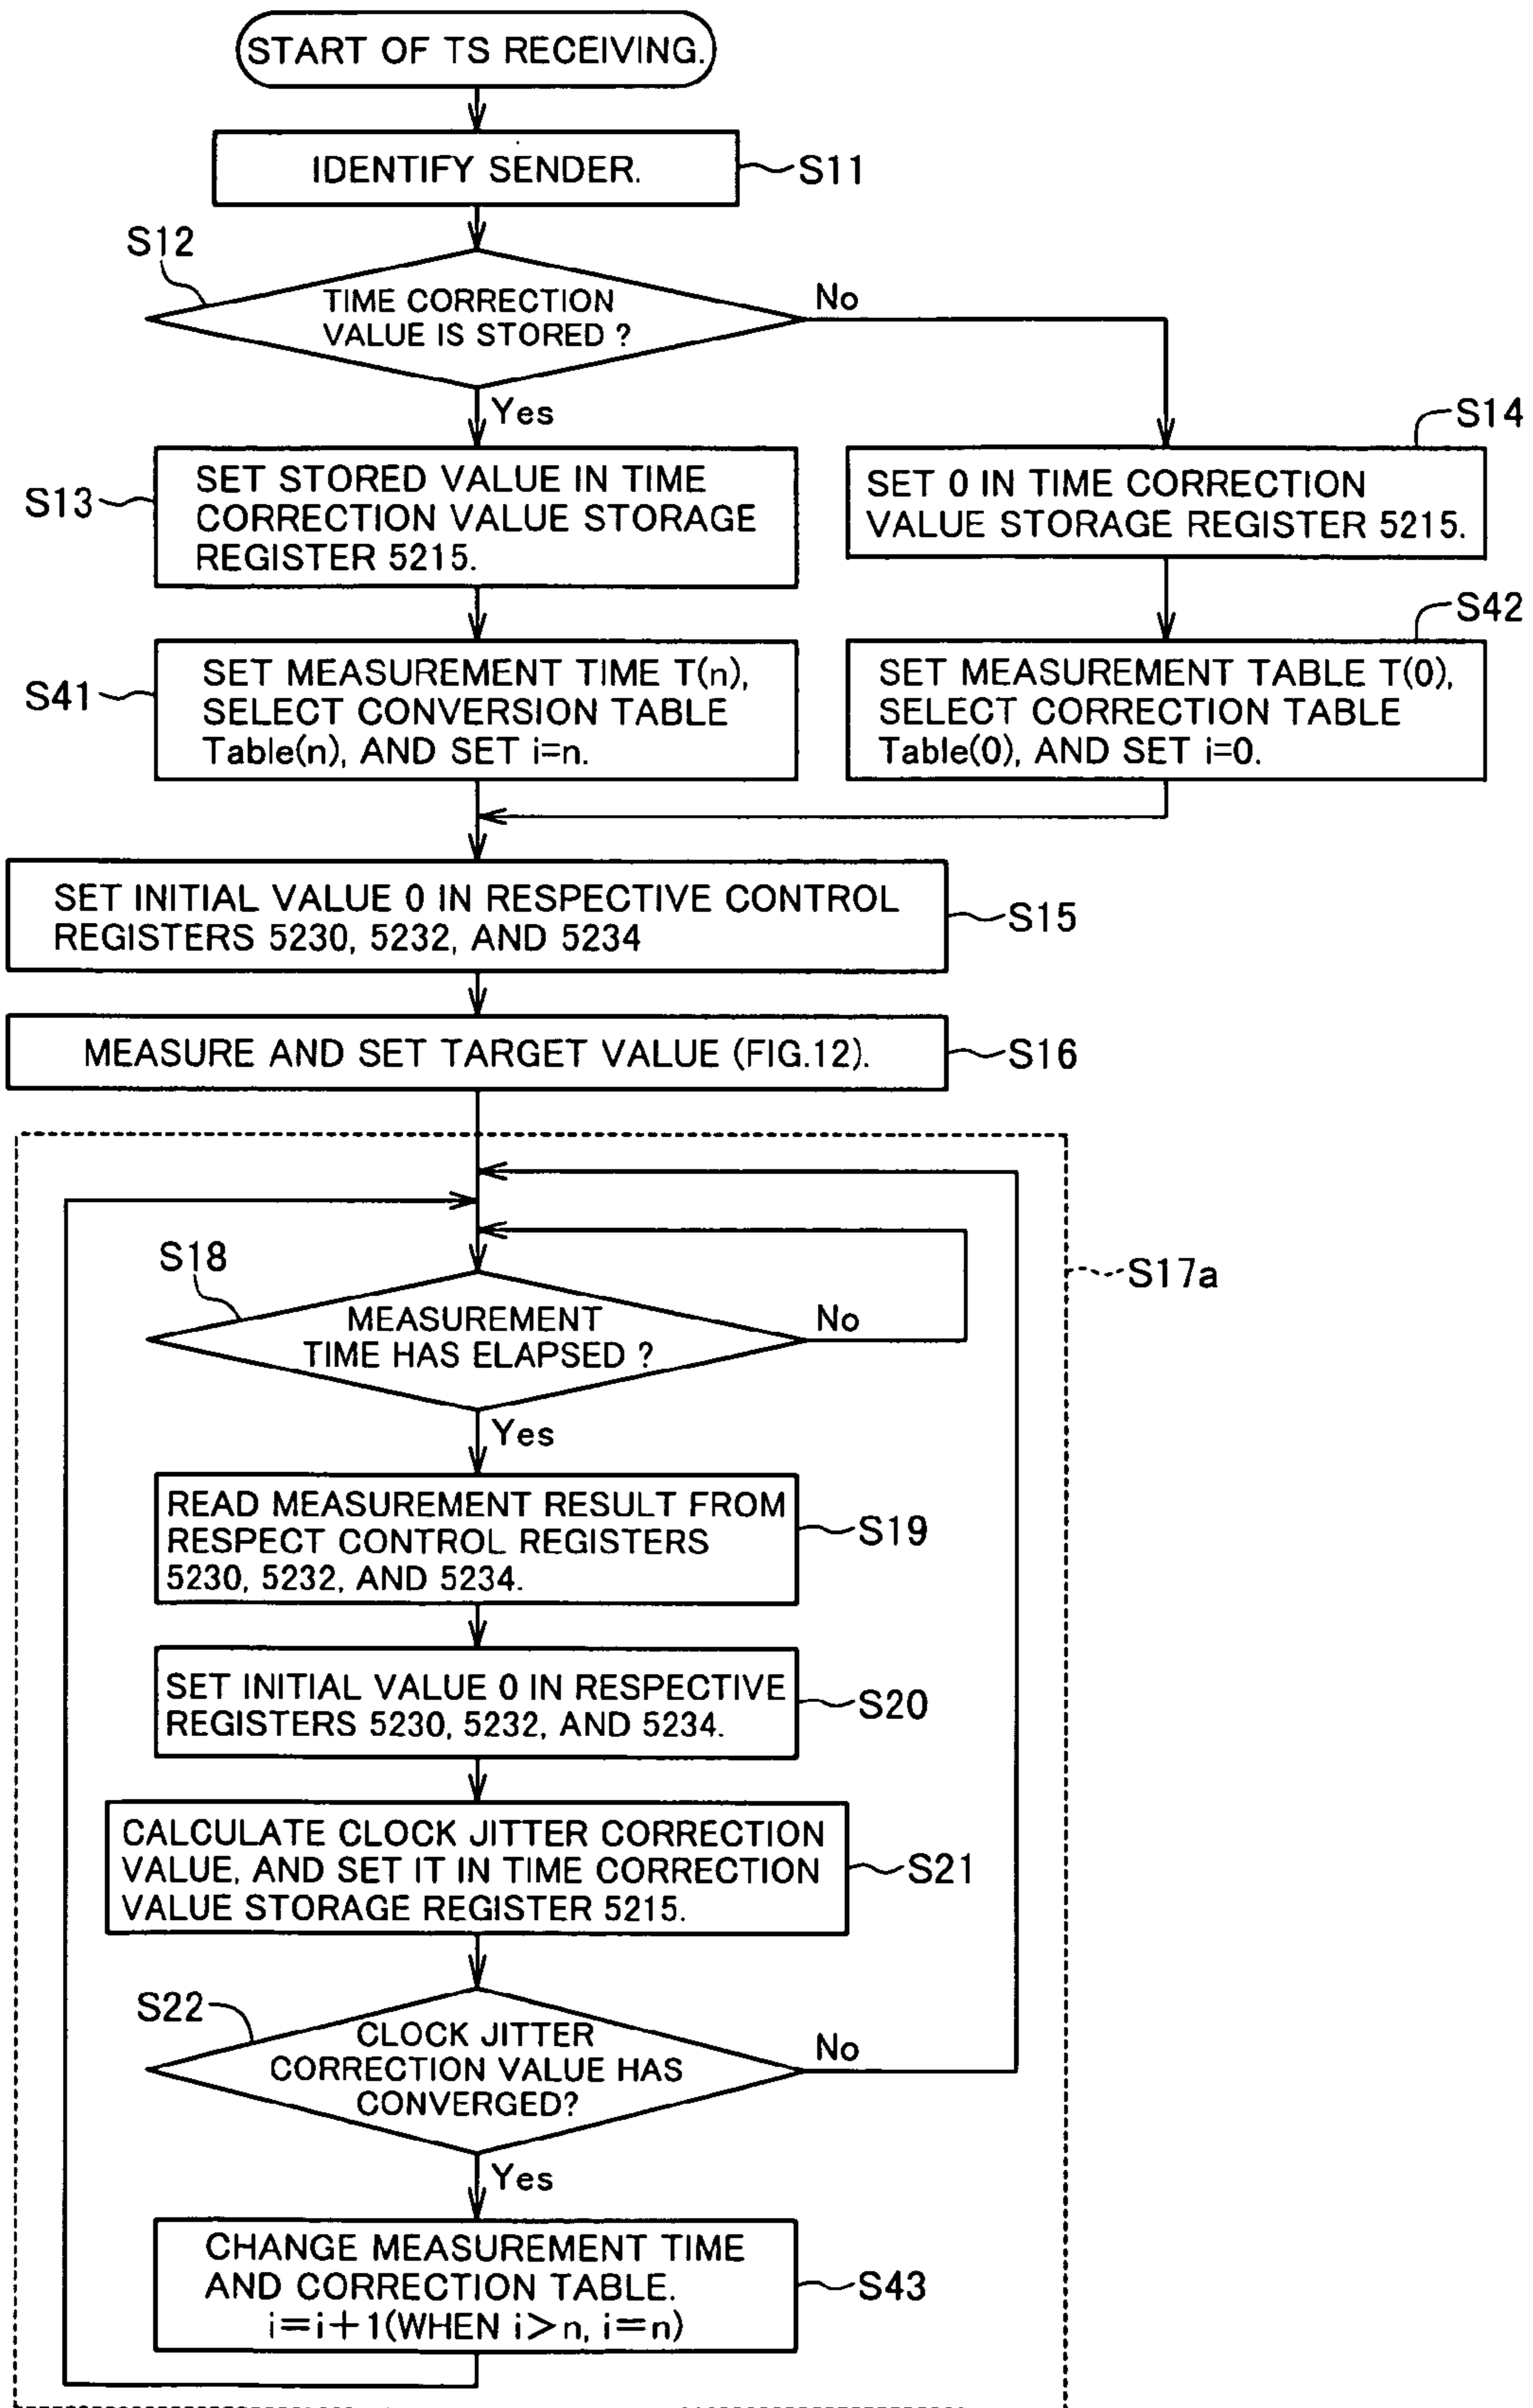 START OF TS RECEIVING.
IDENTIFY SENDER.
S11
S12
TIME CORRECTION
VALUE IS STORED ?
No
Yes
S13
SET STORED VALUE IN TIME
CORRECTION VALUE STORAGE
REGISTER 5215.
S14
SET 0 IN TIME CORRECTION
VALUE STORAGE REGISTER 5215.
S41
SET MEASUREMENT TIME T(n),
SELECT CONVERSION TABLE
Table(n), AND SET i=n.
S42
SET MEASUREMENT TABLE T(0),
SELECT CORRECTION TABLE
Table(0), AND SET i=0.
SET INITIAL VALUE 0 IN RESPECTIVE CONTROL
REGISTERS 5230, 5232, AND 5234
S15
MEASURE AND SET TARGET VALUE (FIG.12).
S16
S17a
S18
MEASUREMENT
TIME HAS ELAPSED ?
No
Yes
READ MEASUREMENT RESULT FROM
RESPECT CONTROL REGISTERS
5230, 5232, AND 5234.
S19
SET INITIAL VALUE 0 IN RESPECTIVE
REGISTERS 5230, 5232, AND 5234.
S20
CALCULATE CLOCK JITTER CORRECTION
VALUE, AND SET IT IN TIME CORRECTION
VALUE STORAGE REGISTER 5215.
S21
S22
CLOCK JITTER
CORRECTION VALUE HAS
CONVERGED?
No
Yes
CHANGE MEASUREMENT TIME
AND CORRECTION TABLE.
i=i+1(WHEN i>n, i=n)
S43